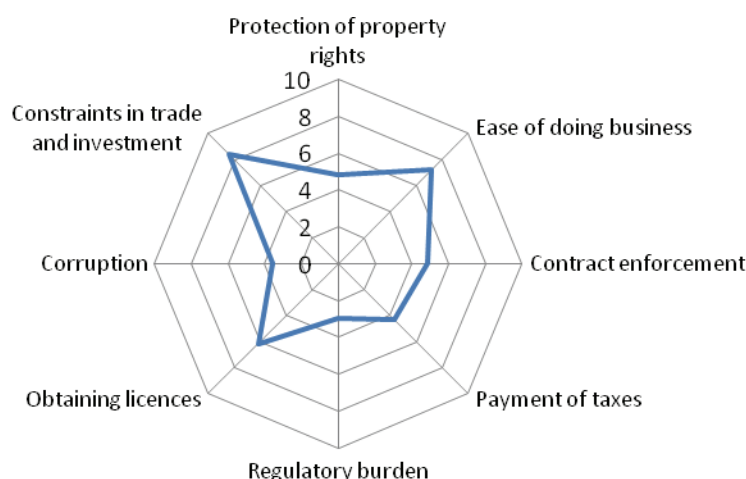 Protection of property
rights
10
Constraints in trade
and investment
8
Ease of doing business
6
4
2
Corruption
0
Contract enforcement
Obtaining licences
Payment of taxes
Regulatory burden